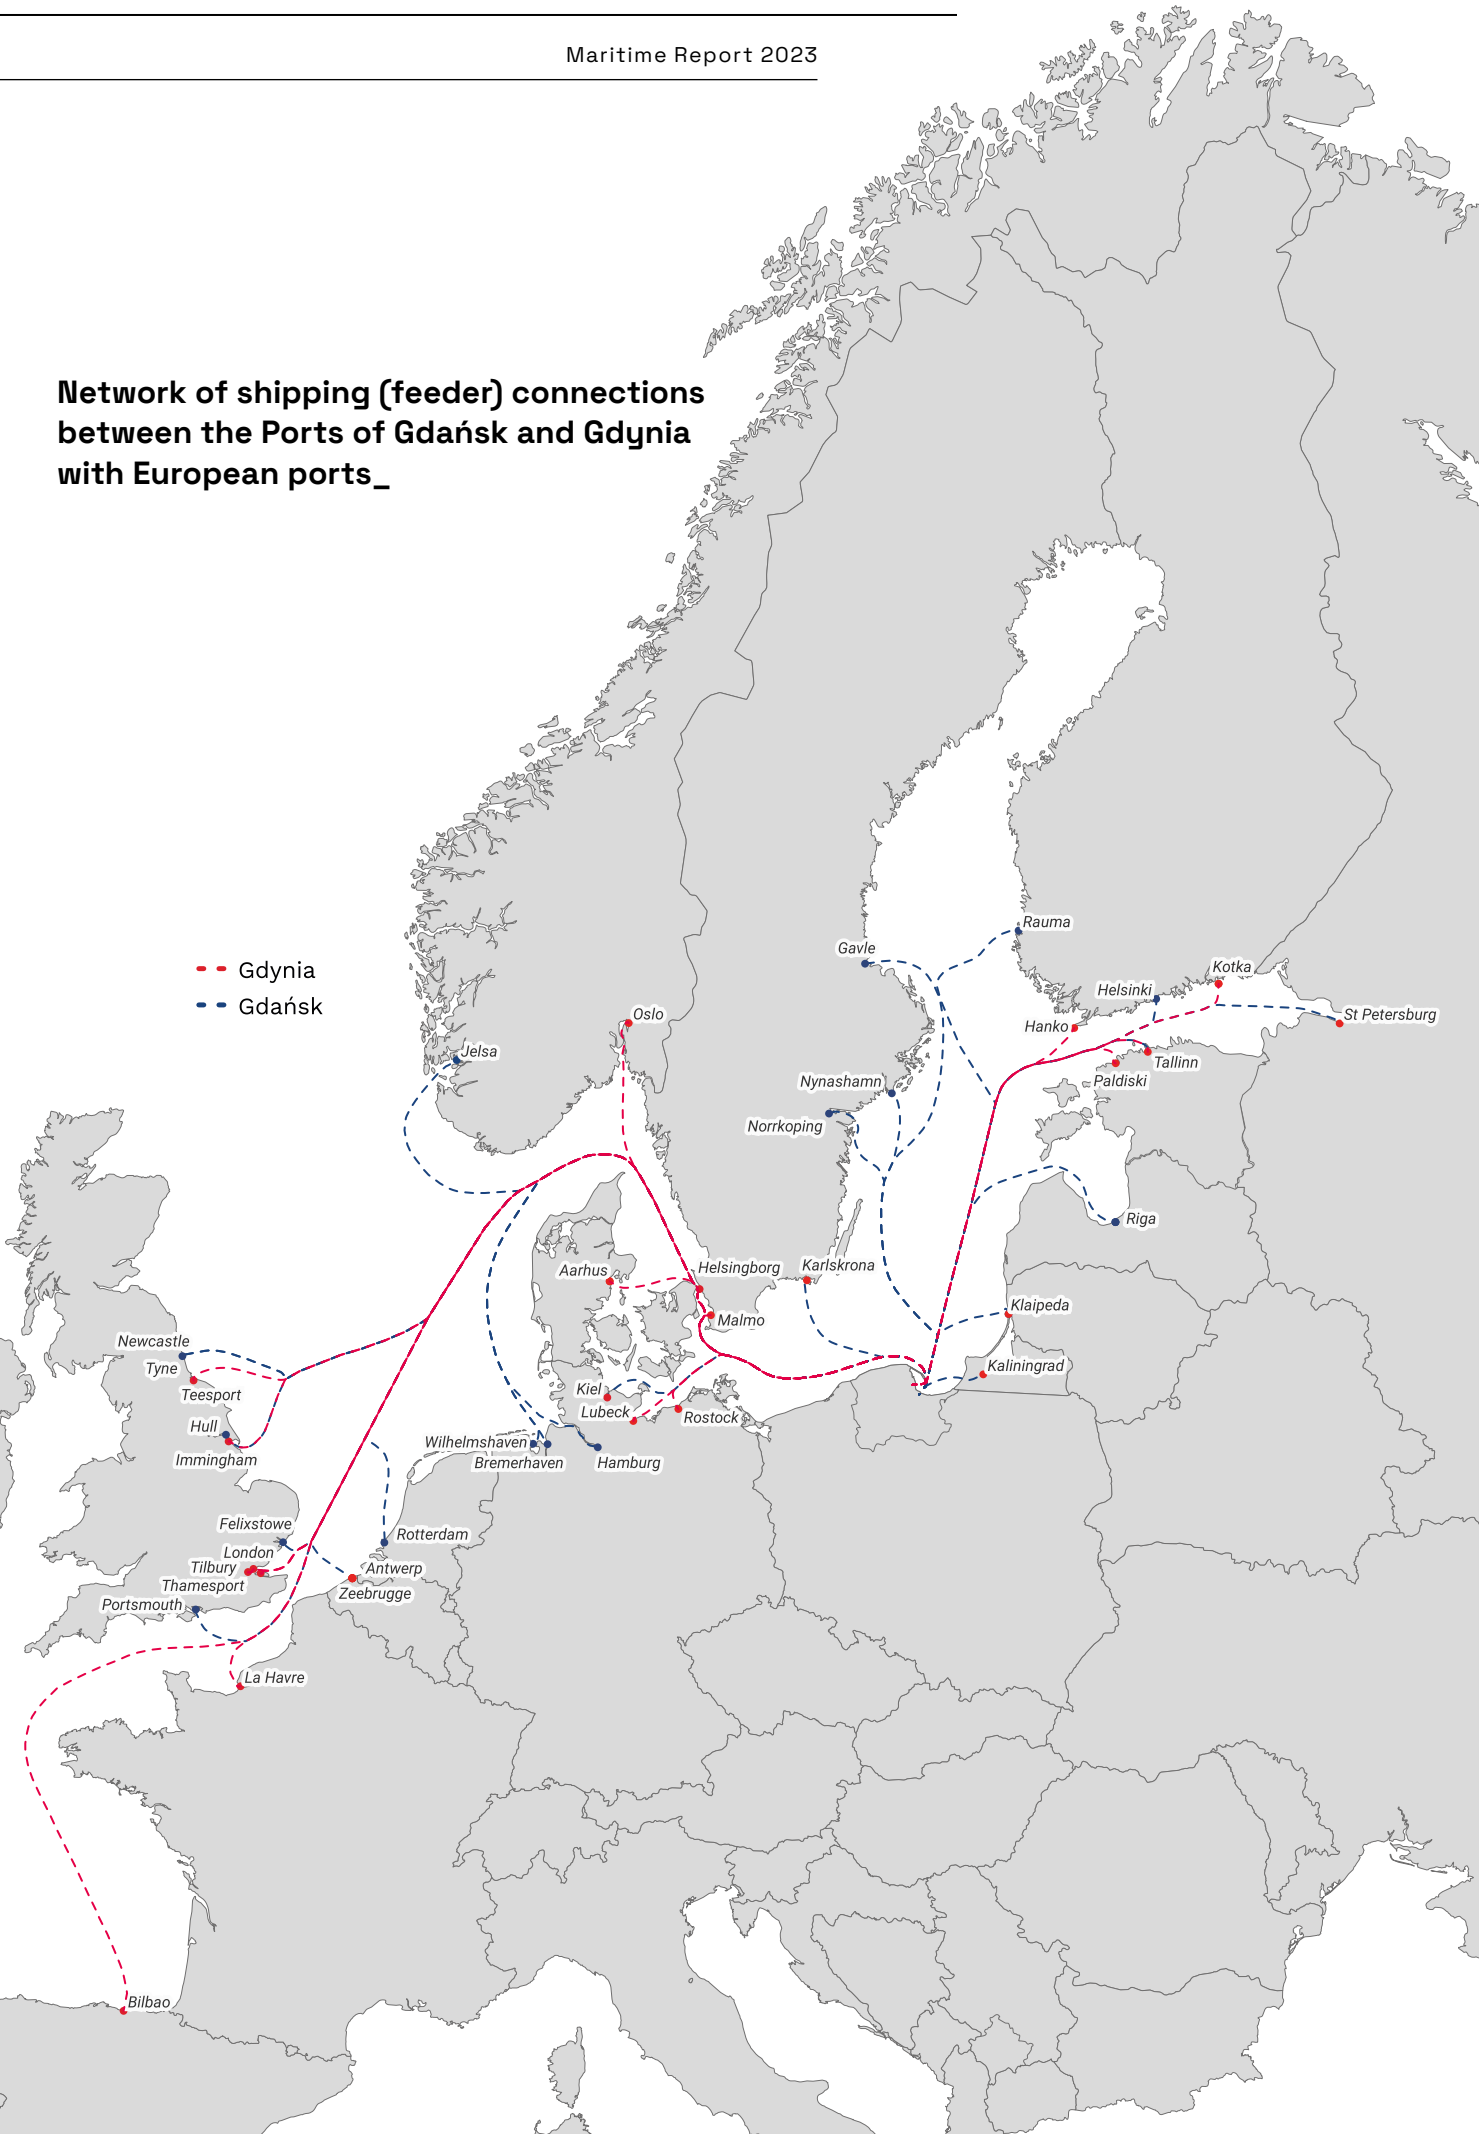 Maritime Report 2023
Network of shipping (feeder) connections
between the Ports of Gdańsk and Gdynia
with European ports_
Gdynia
Gdańsk
Rauma
Gavle
Kotka
Helsinki
St Petersburg
Oslo
Hanko
Jelsa
Tallinn
Paldiski
Nynashamn
Norrkoping
Riga
Aarhus
Helsingborg
Karlskrona
Klaipeda
Malmo
Newcastle
Tyne
Kaliningrad
Teesport
Kiel
Lubeck
Rostock
Hull
Wilhelmshaven
Immingham
Bremerhaven
Hamburg
Felixstowe
Rotterdam
London
Tilbury
Antwerp
Thamesport
Zeebrugge
Portsmouth
La Havre
Bilbao